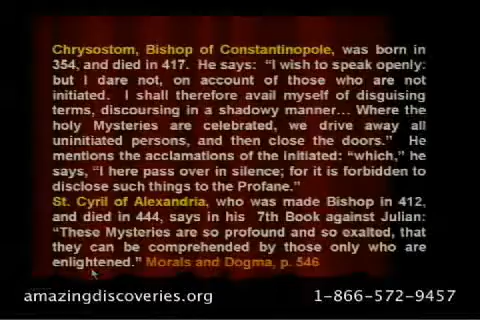 Chrysostom, Bishop of Constantinopole, was born in
354, and died in 417. He says: "I wish to speak openly:
but I dare not, on account of those who are not
initiated. I shall therefore avail myself of disguising
terms, discoursing in a shadowy manner... Where the
holy Mysteries are celebrated, we drive away all
uninitiated persons, and then close the doors." He
mentions the acclamations of the initiated: "which," he
says, "I here pass over in silence; for it is forbidden to
disclose such things to the Profane."
St. Cyril of Alexandria, who was made Bishop in 412,
and died in 444, says in his 7th Book against Julian:
"These Mysteries are so profound and so exalted, that
they can be comprehended by those only who are
enlightened." Morals and Dogma, p. 546
amazingdiscoveries.org 1-866-572-9457